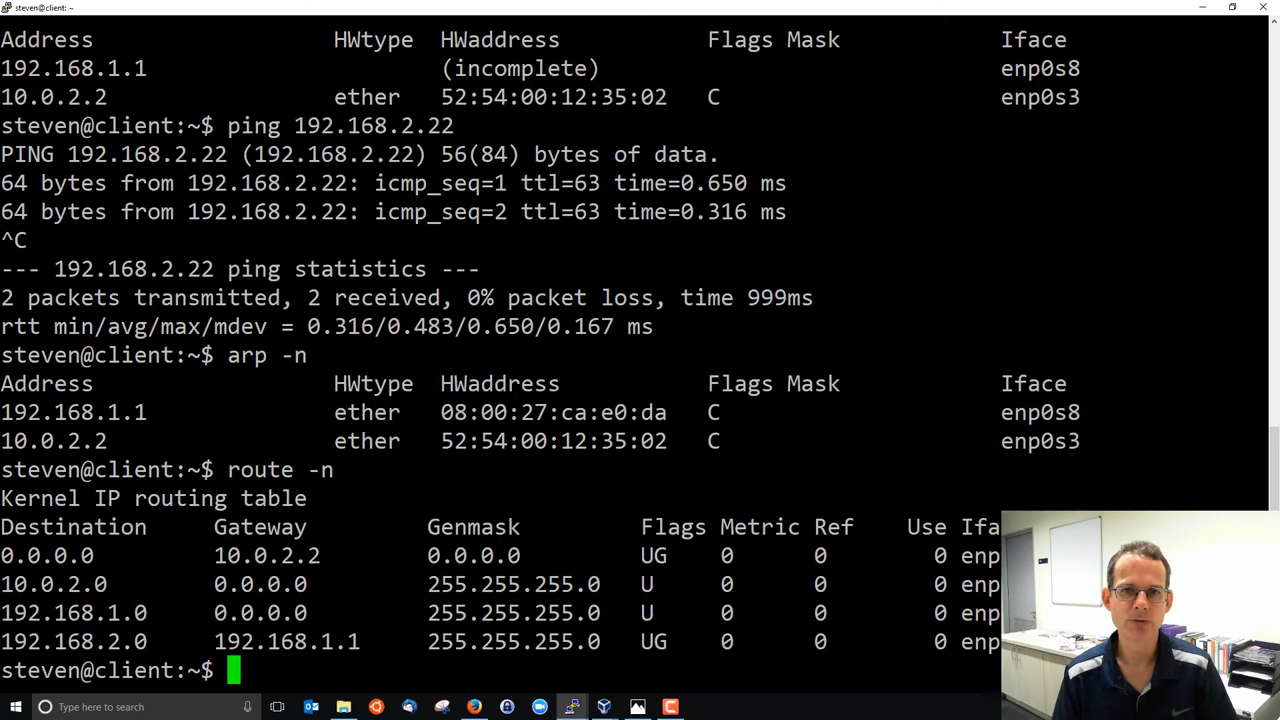 steven@client: ~
Address HWtype HWaddress Flags Mask Iface
192.168.1.1 (incomplete) enp0s8
10.0.2.2 ether 52:54:00:12:35:02 C enp0s3
steven@client:~$ ping 192.168.2.22
PING 192.168.2.22 (192.168.2.22) 56(84) bytes of data.
64 bytes from 192.168.2.22: icmp_seq=1 ttl=63 time=0.650 ms
64 bytes from 192.168.2.22: icmp_seq=2 ttl=63 time=0.316 ms
^C
--- 192.168.2.22 ping statistics ---
2 packets transmitted, 2 received, 0% packet loss, time 999ms
rtt min/avg/max/mdev = 0.316/0.483/0.650/0.167 ms
steven@client:~$ arp -n
Address HWtype HWaddress Flags Mask Iface
192.168.1.1 ether 08:00:27:ca:e0:da C enp0s8
10.0.2.2 ether 52:54:00:12:35:02 C enp0s3
steven@client:~$ route -n
Kernel IP routing table
Destination Gateway Genmask Flags Metric Ref Use Ifa
0.0.0.0 10.0.2.2 0.0.0.0 UG 0 0 0 enp
10.0.2.0 0.0.0.0 255.255.255.0 U 0 0 0 enp
192.168.1.0 0.0.0.0 255.255.255.0 U 0 0 0 enp
192.168.2.0 192.168.1.1 255.255.255.0 UG 0 0 0 enp
steven@client:~$
Type here to search